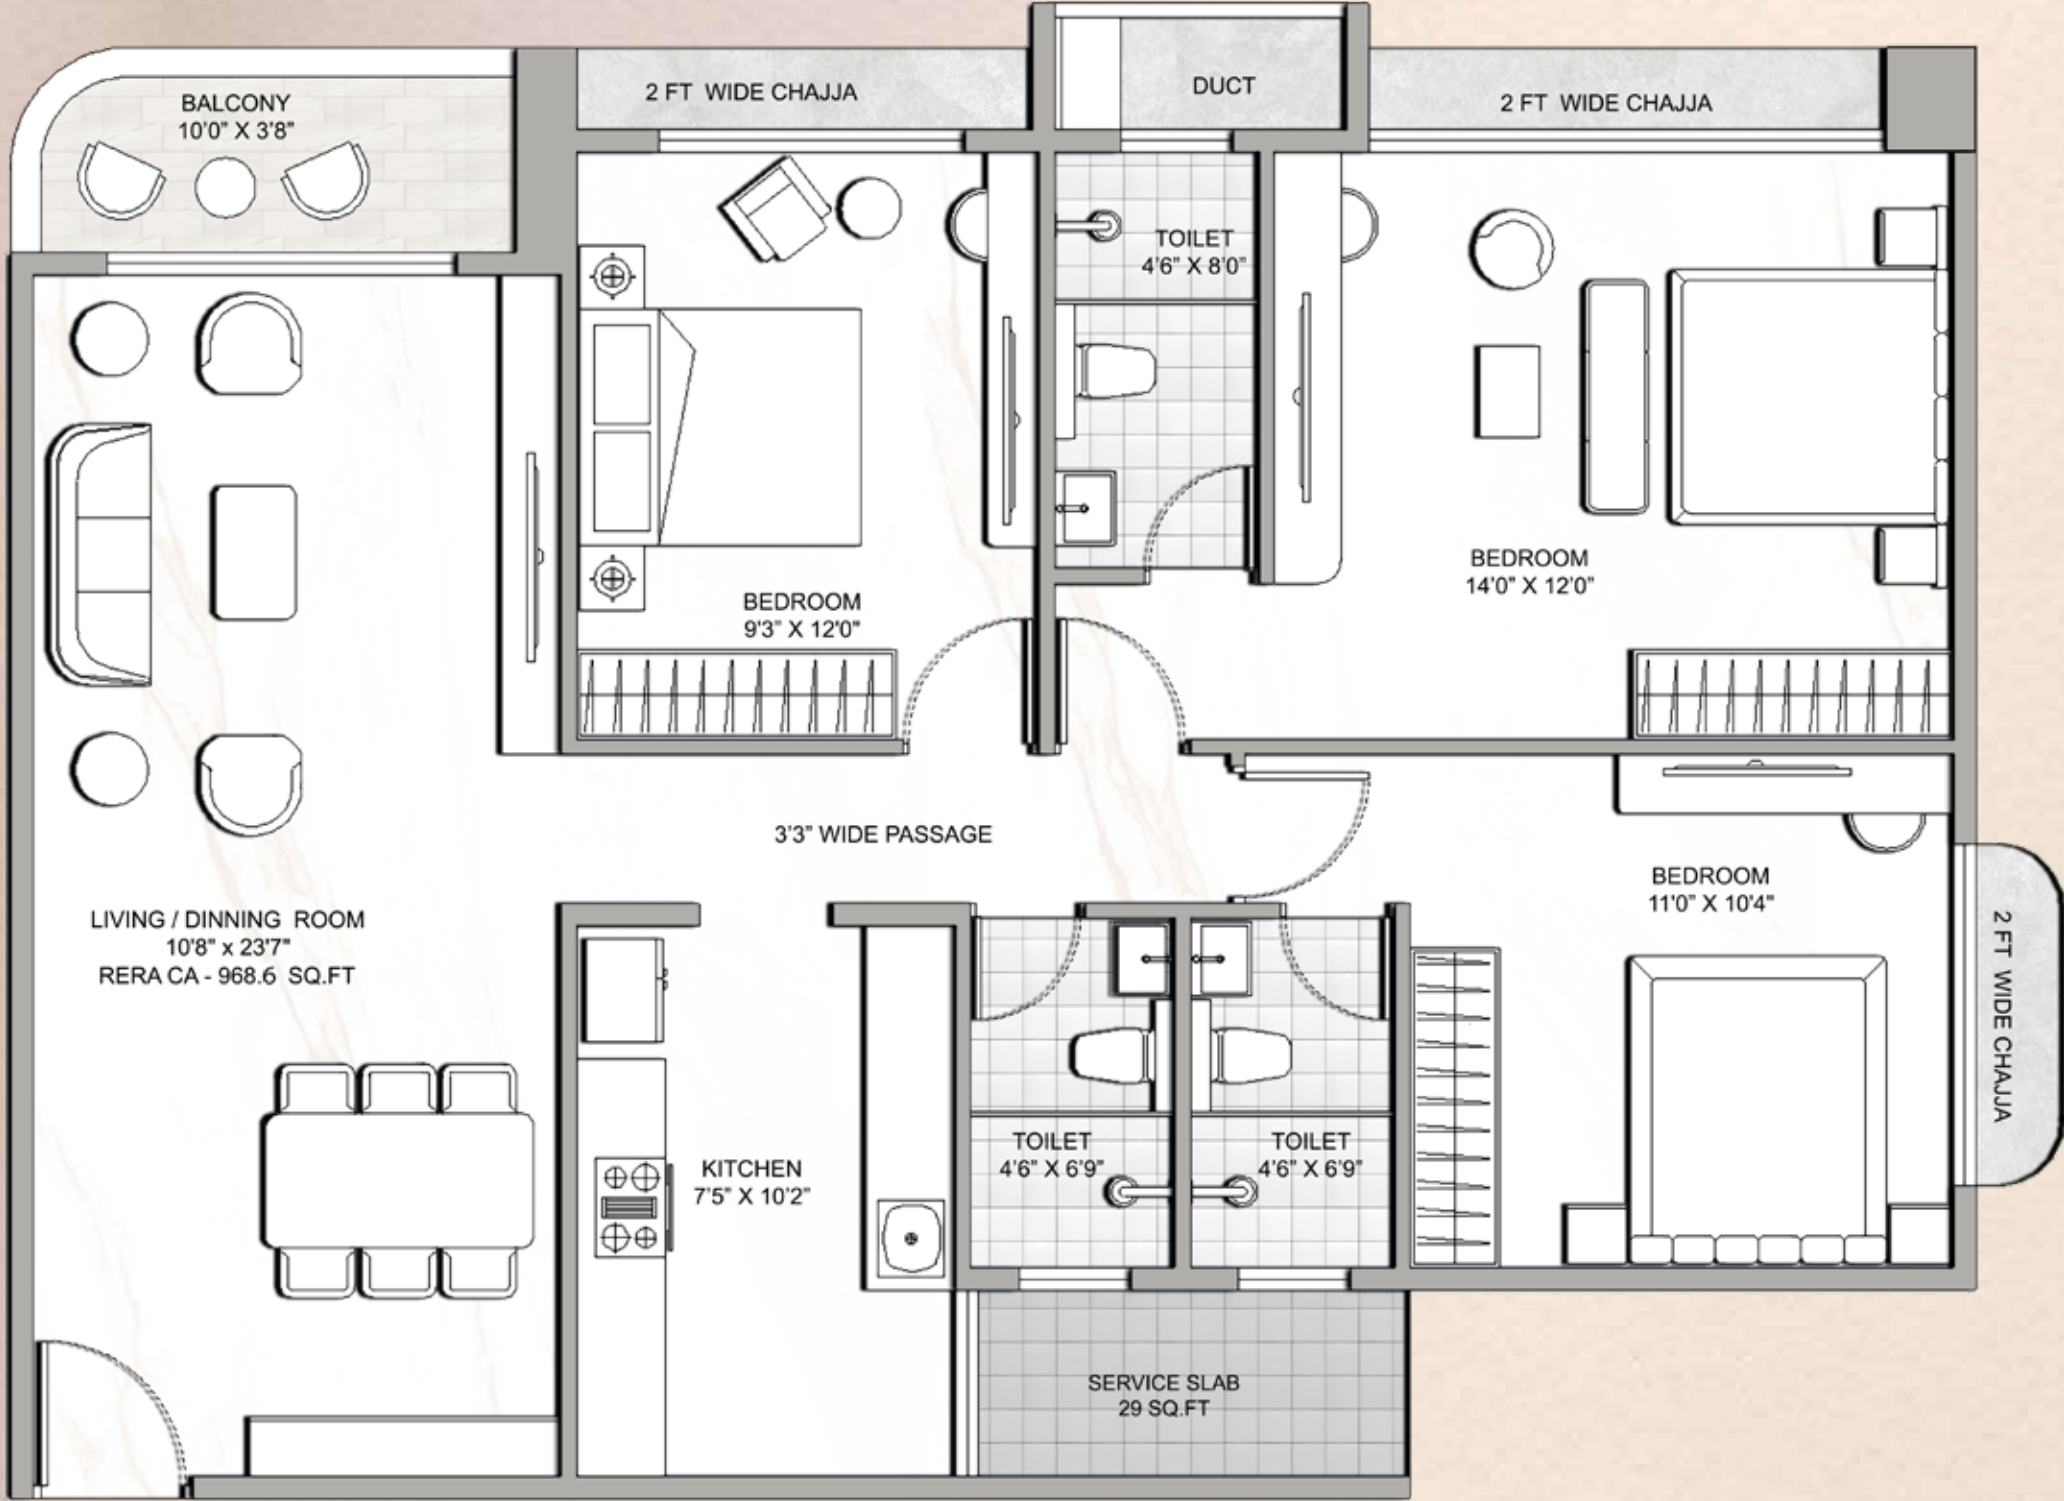 BALCONY
10'0" X 3'8"
2 FT WIDE CHAJJA
DUCT
2 FT WIDE CHAJJA
TOILET
4'6" X 8'0"
BEDROOM
9'3" X 12'0"
BEDROOM
14'0" X 12'0"
3'3" WIDE PASSAGE
LIVING / DINNING ROOM
10'8" x 23'7"
RERA CA - 968.6 SQ.FT
BEDROOM
11'0" X 10'4"
2 FT WIDE CHAJJA
KITCHEN
7'5" X 10'2"
TOILET
4'6" X 6'9"
TOILET
4'6" X 6'9"
SERVICE SLAB
29 SQ.FT